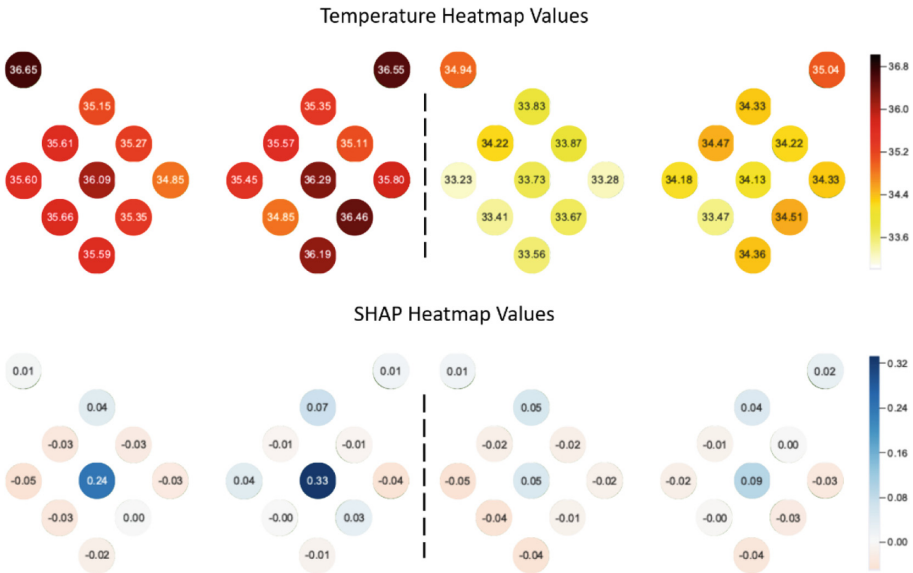 Temperature Heatmap Values
36.65 36.55 34.94 35.04
36.8
35.15 35.35 33.83 34.33
36.0
35.61 35.27 35.57 35.11 34.22 33.87 34.47 34.22
35.2
35.60 36.09 34.85 35.45 36.29 35.80 33.23 33.73 33.28 34.18 34.13 34.33
34.4
35.66 35.35 34.85 36.46 33.41 33.67 33.47 34.51
33.6
35.59 36.19 33.56 34.36
SHAP Heatmap Values
0.32
0.01 0.01 0.01 0.02
0.04 0.07 0.05 0.04
0.24
-0.03 -0.03 -0.01 -0.01 -0.02 -0.02 -0.01 0.00
0.16
-0.05 0.24 -0.03 0.04 0.33 -0.04 -0.05 0.05 -0.02 -0.02 0.09 -0.03
0.08
-0.03 0.00 -0.00 0.03 -0.04 -0.01 -0.00 -0.03
0.00
-0.02 -0.01 -0.04 -0.04